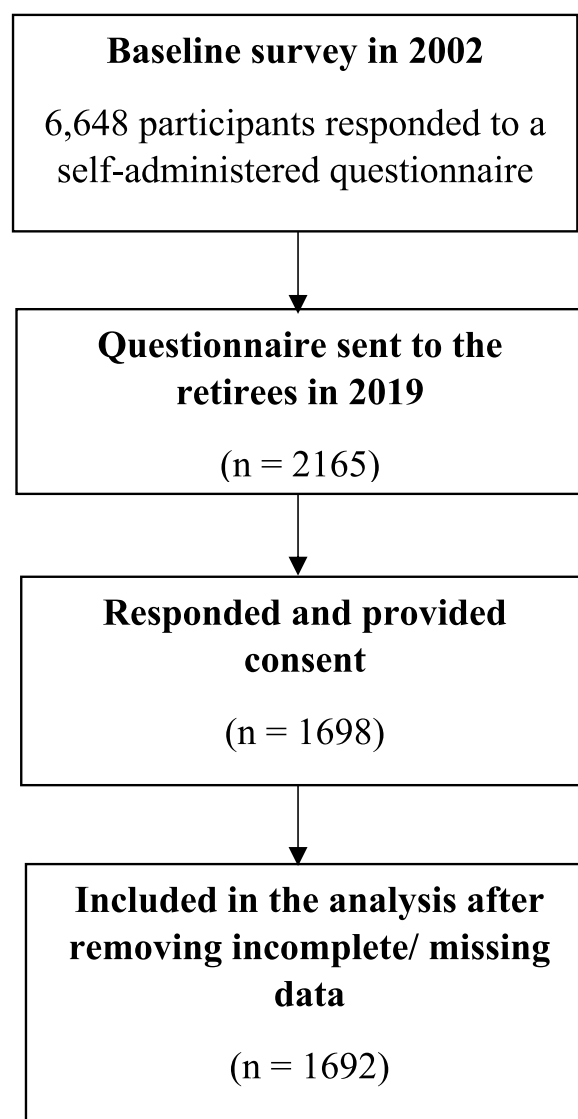 Baseline survey in 2002
6,648 participants responded to a
self-administered questionnaire
Questionnaire sent to the
retirees in 2019
(n = 2165)
Responded and provided
consent
(n = 1698)
Included in the analysis after
removing incomplete/ missing
data
(n = 1692)